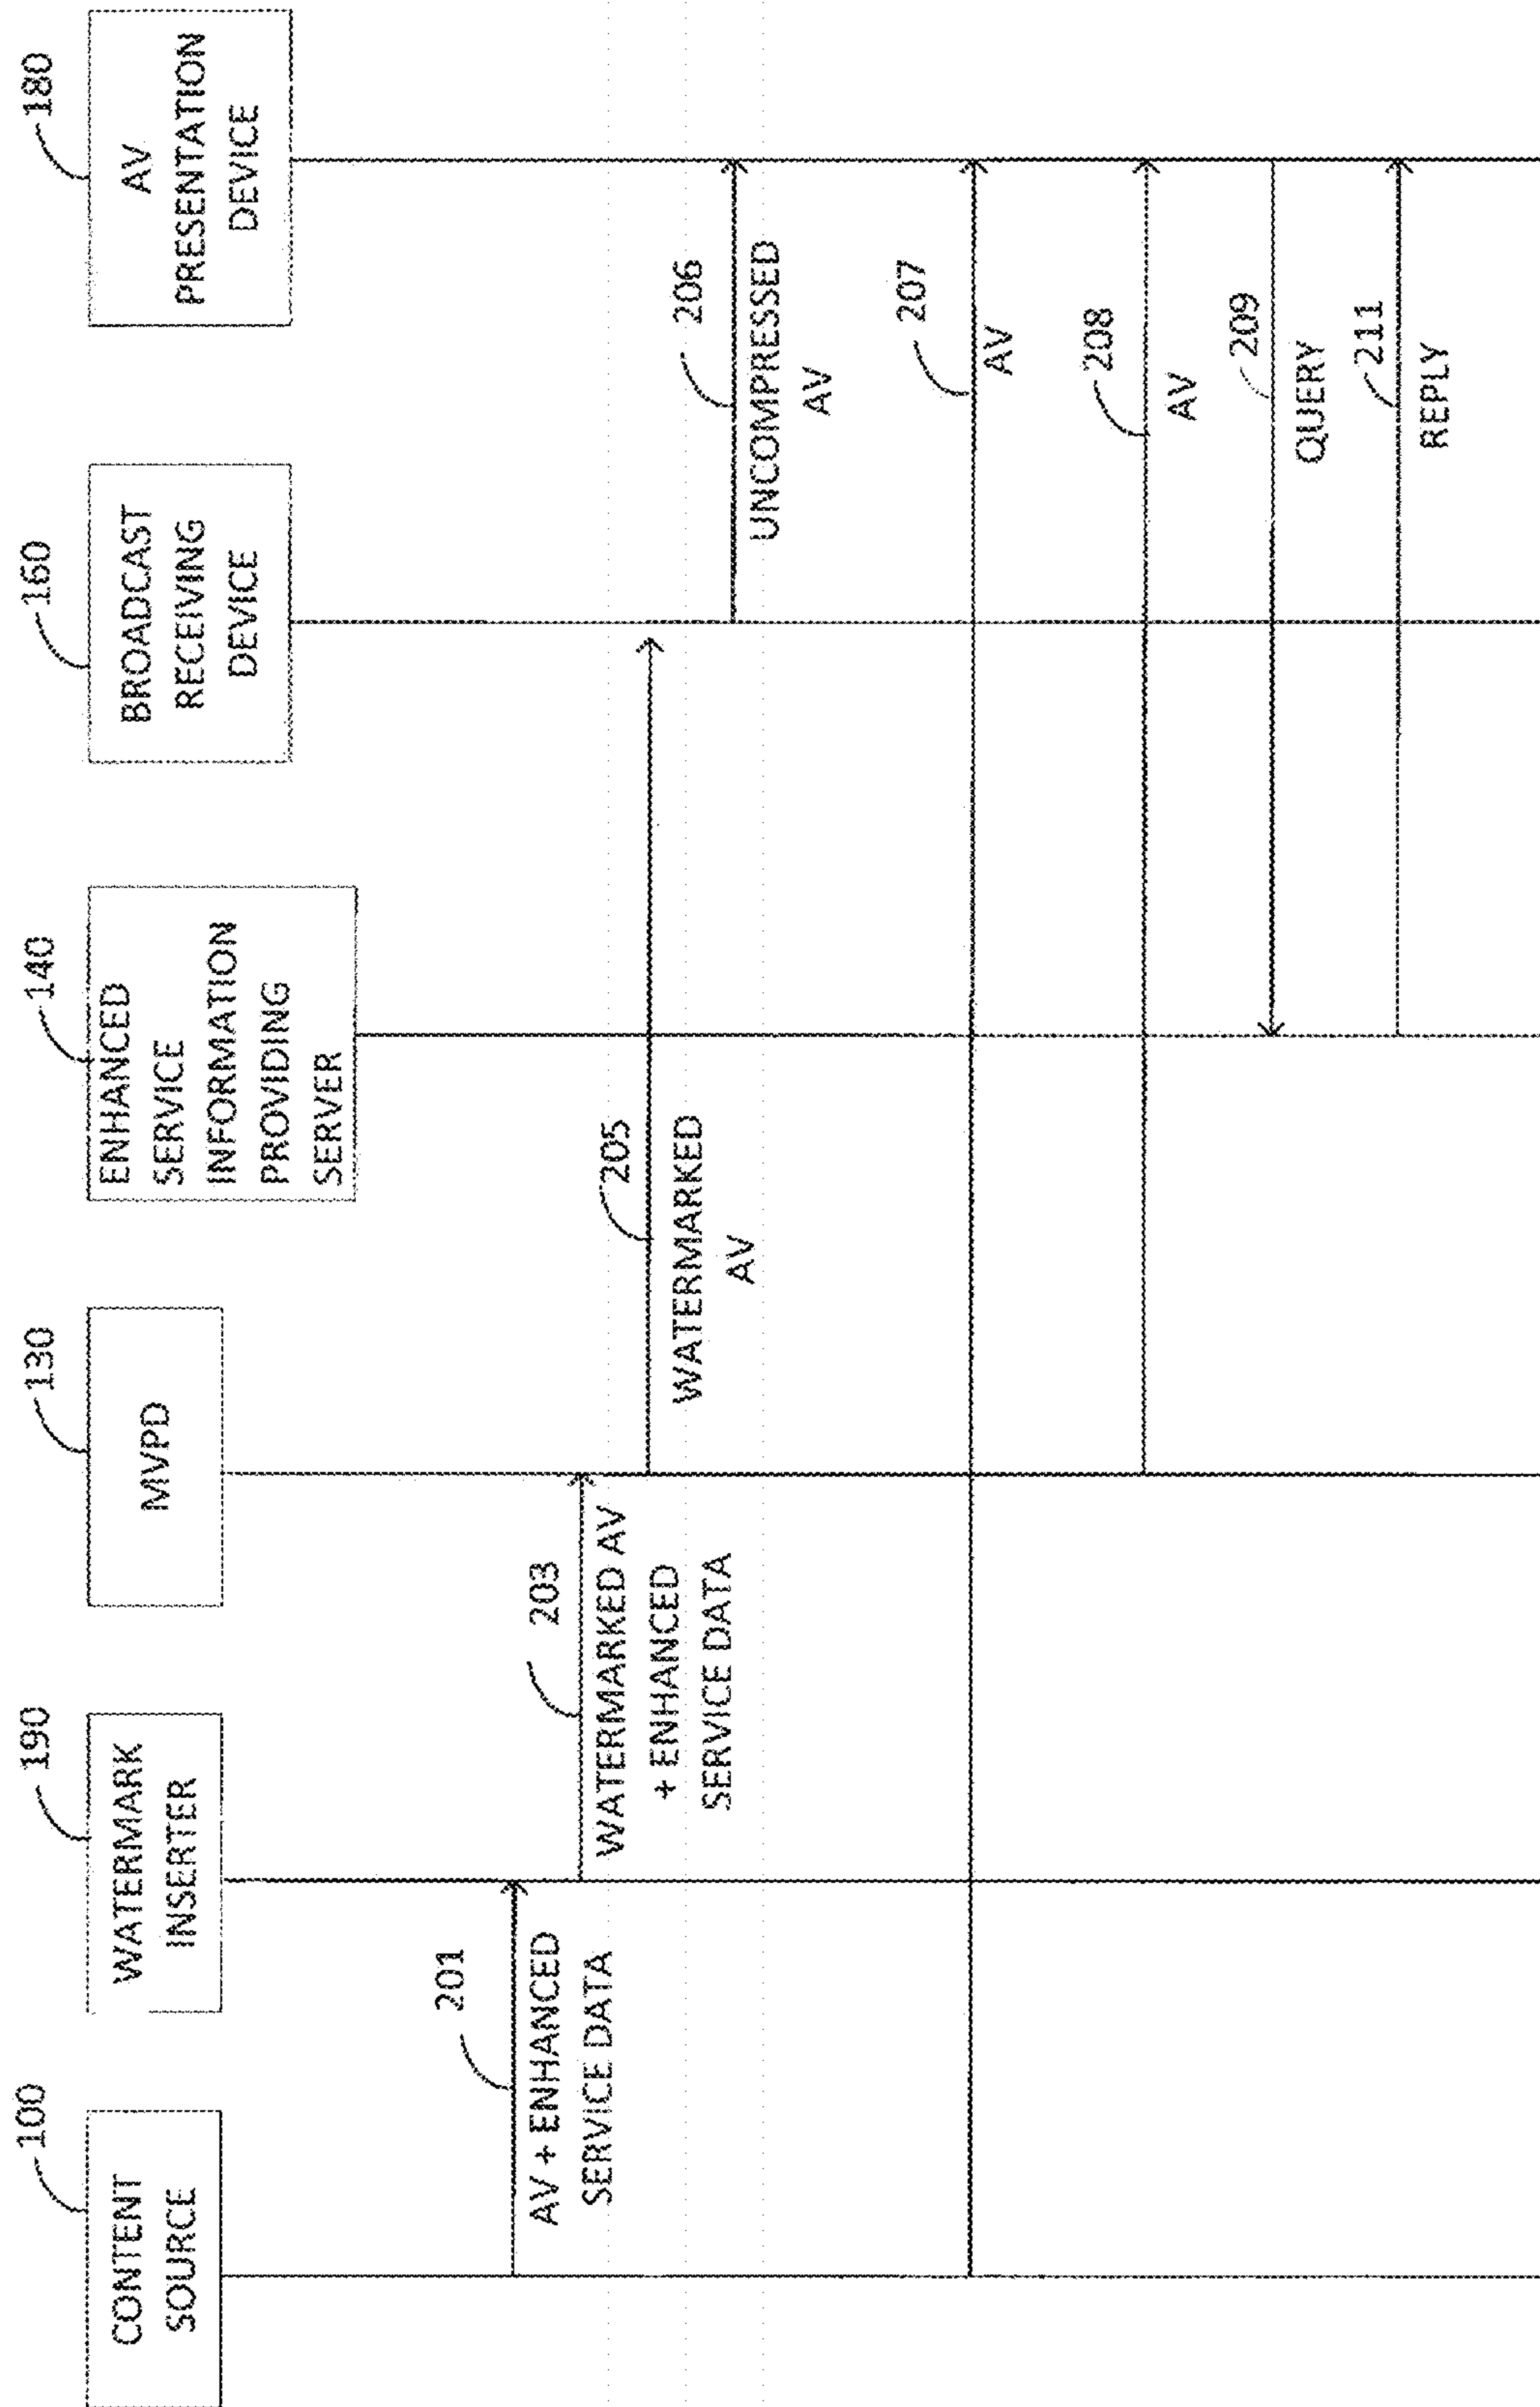 100
CONTENT
SOURCE
190
WATERMARK
INSERTER
130
MVPD
140
ENHANCED
SERVICE
INFORMATION
PROVIDING
SERVER
160
BROADCAST
RECEIVING
DEVICE
180
AV
PRESENTATION
DEVICE
201
AV + ENHANCED
SERVICE DATA
203
WATERMARKED AV
+ ENHANCED
SERVICE DATA
205
WATERMARKED
AV
206
UNCOMPRESSED
AV
207
AV
208
AV
209
QUERY
211
REPLY